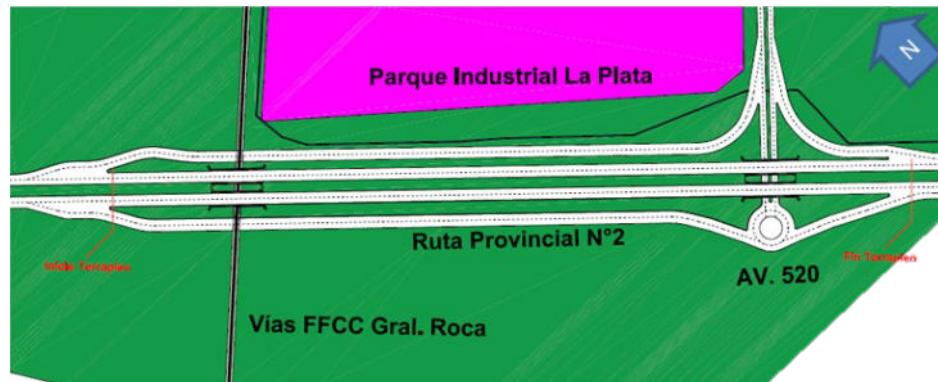 N
Parque Industrial La Plata
Ruta Provincial N°2
Inicio Terraplen
Fin Terraplen
AV. 520
Vías FFCC Gral. Roca